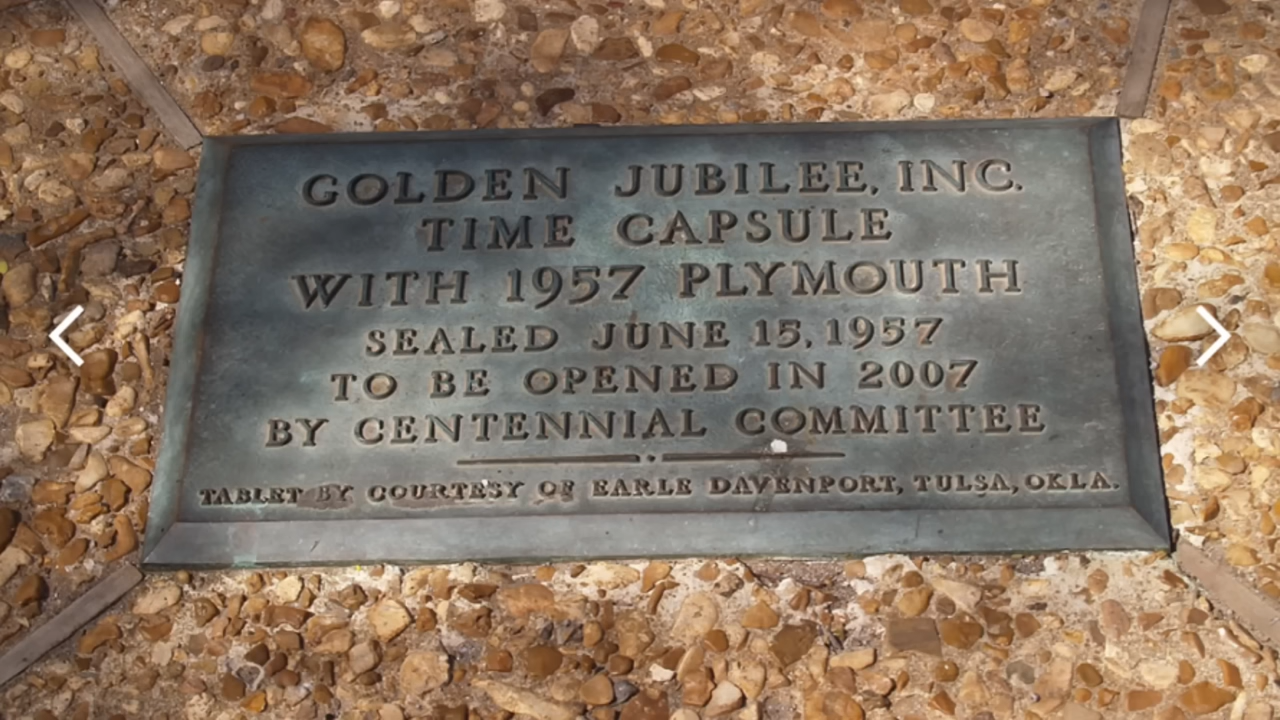 GOLDEN JUBILEE, INC.
TIME CAPSULE
WITH 1957 PLYMOUTH
SEALED JUNE 15, 1957
TO BE OPENED IN 2007
BY CENTENNIAL COMMITTEE
TABLET BY COURTESY OF EARLE DAVENPORT, TULSA, OKLA.